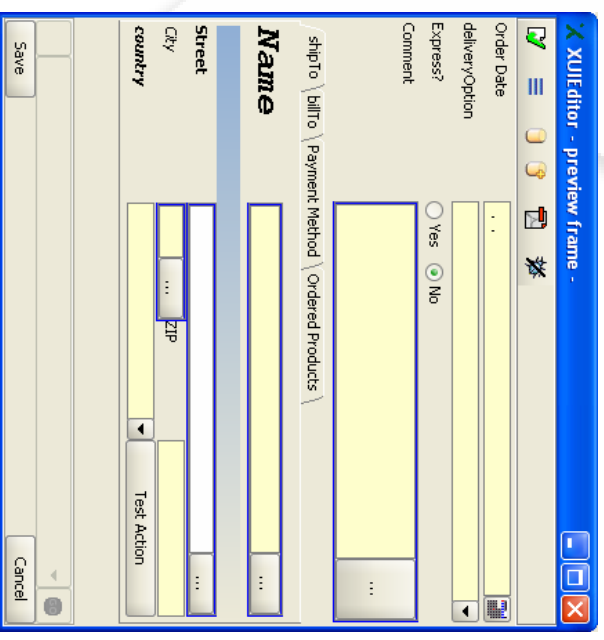 XUIEditor - preview frame -
Order Date . .
deliveryOption
Express? Yes No
Comment ...
shipTo billTo Payment Method Ordered Products
Name ...
Street ...
City ... ZIP
country Test Action
Save Cancel